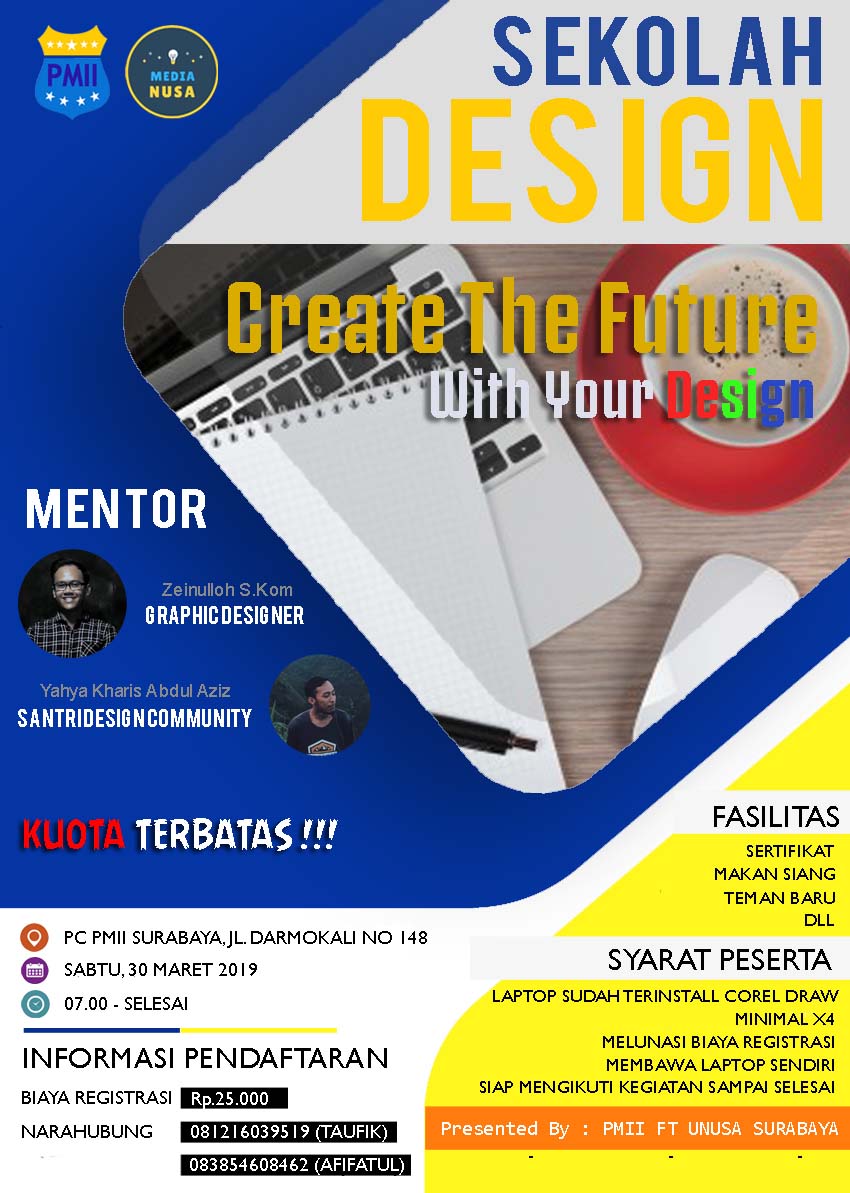 PMII
MEDIA
NUSA
SEKOLAH
DESIGN
Create The Future
With Your Design
MENTOR
Zeinulloh S.Kom
GRAPHIC DESIGNER
Yahya Kharis Abdul Aziz
SANTRI DESIGN COMMUNITY
KUOTA TERBATAS !!!
PC PMII SURABAYA, JL. DARMOKALI NO 148
SABTU, 30 MARET 2019
07.00 - SELESAI
INFORMASI PENDAFTARAN
BIAYA REGISTRASI Rp.25.000
NARAHUBUNG 081216039519 (TAUFIK)
083854608462 (AFIFATUL)
FASILITAS
SERTIFIKAT
MAKAN SIANG
TEMAN BARU
DLL
SYARAT PESERTA
LAPTOP SUDAH TERINSTALL COREL DRAW
MINIMAL X4
MELUNASI BIAYA REGISTRASI
MEMBAWA LAPTOP SENDIRI
SIAP MENGIKUTI KEGIATAN SAMPAI SELESAI
Presented By : PMII FT UNUSA SURABAYA
- - -